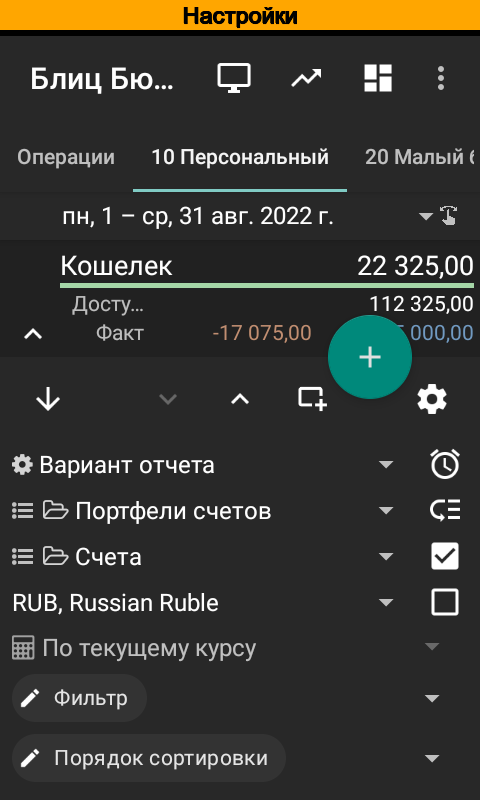 Настройки
Блиц Бю...
Операции
10 Персональный
20 Малый
пн, 1 – ср, 31 авг. 2022 г.
Кошелек 22 325,00
Досту... 112 325,00
Факт -17 075,00 000,00
Вариант отчета
Портфели счетов
Счета
RUB, Russian Ruble
По текущему курсу
Фильтр
Порядок сортировки